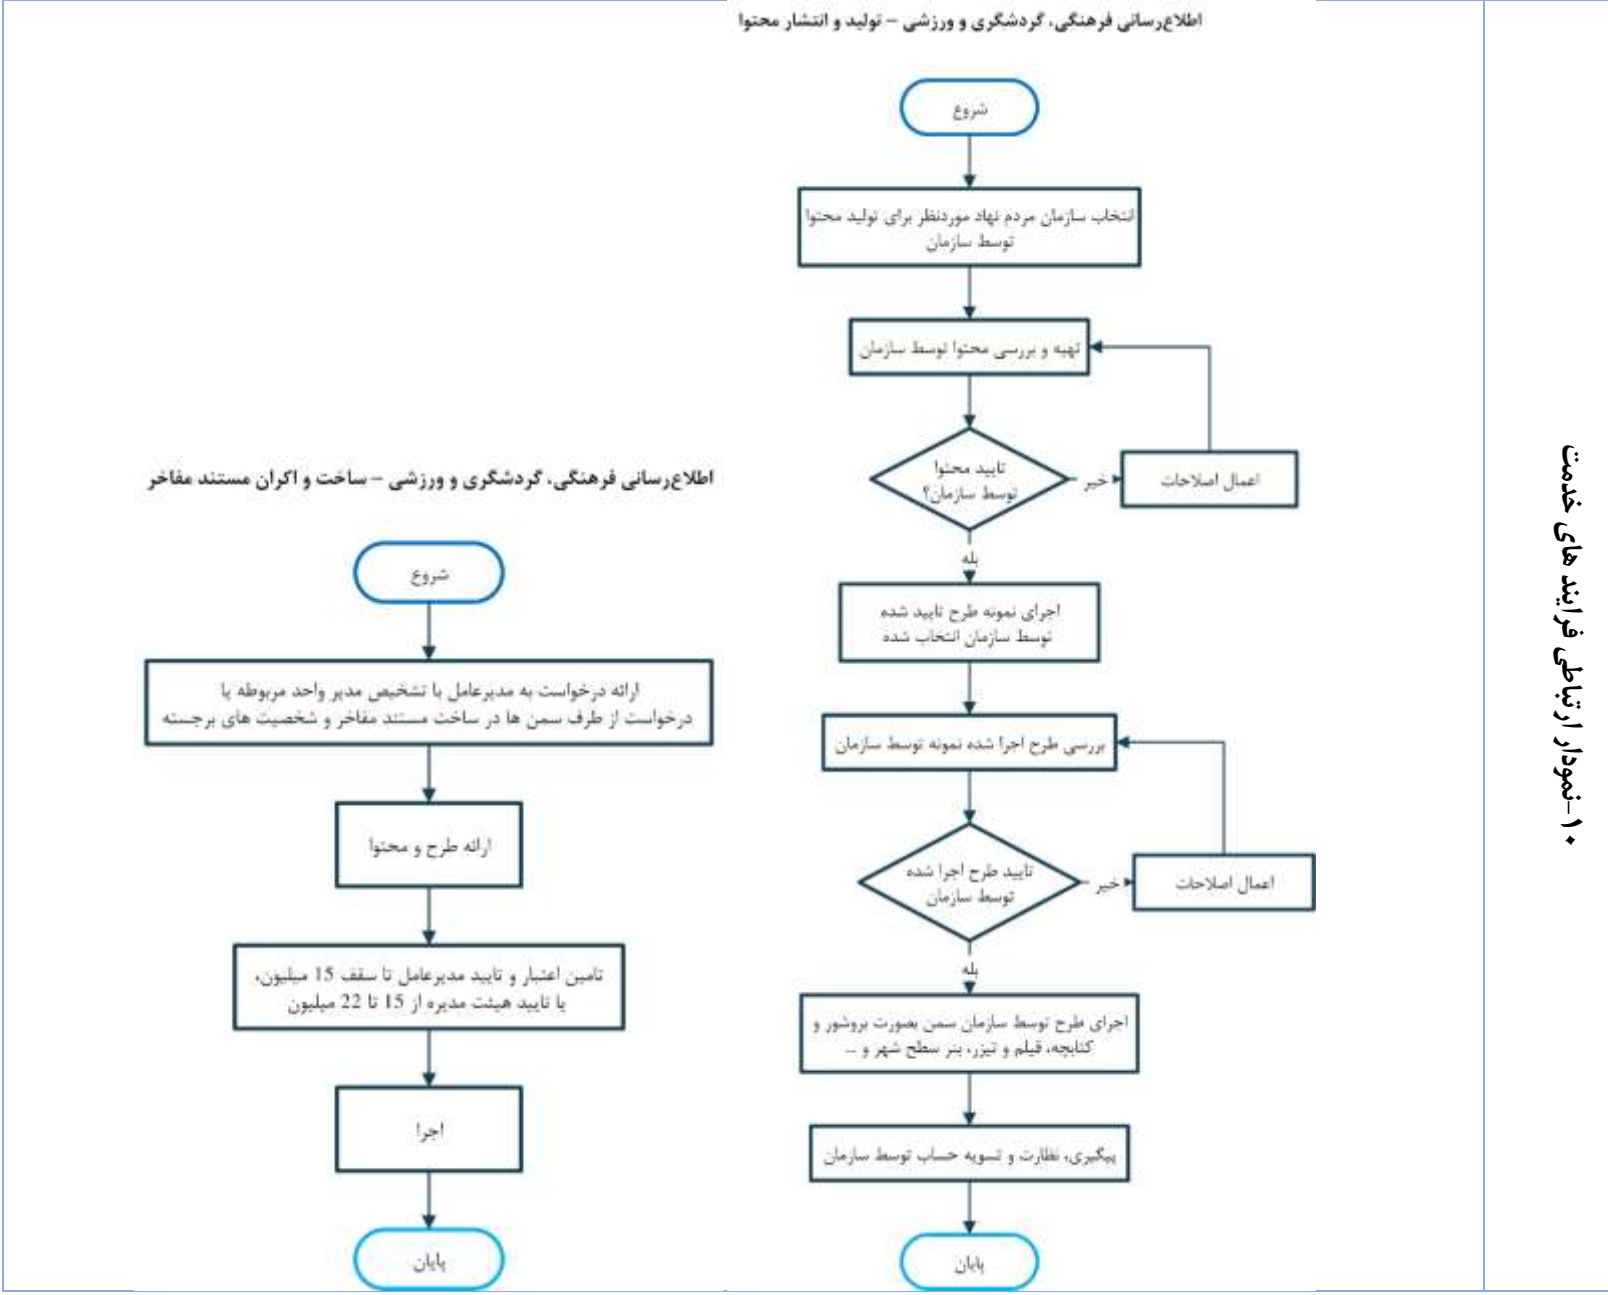 ۱۰-نمودار ارتباطی فرایند های خدمت
اطلاع‌رسانی فرهنگی، گردشگری و ورزشی – تولید و انتشار محتوا
شروع
انتخاب سازمان مردم نهاد موردنظر برای تولید محتوا
توسط سازمان
تهیه و بررسی محتوا توسط سازمان
تایید محتوا
توسط سازمان؟
خیر
اعمال اصلاحات
بله
اجرای نمونه طرح تایید شده
توسط سازمان انتخاب شده
بررسی طرح اجرا شده نمونه توسط سازمان
تایید طرح اجرا شده
توسط سازمان
خیر
اعمال اصلاحات
بله
اجرای طرح توسط سازمان سمن بصورت بروشور و
کتابچه، فیلم و تیزر، بنر سطح شهر و ...
پیگیری، نظارت و تسویه حساب توسط سازمان
پایان
اطلاع‌رسانی فرهنگی، گردشگری و ورزشی – ساخت و اکران مستند مفاخر
شروع
ارائه درخواست به مدیرعامل با تشخیص مدیر واحد مربوطه یا
درخواست از طرف سمن ها در ساخت مستند مفاخر و شخصیت های برجسته
ارائه طرح و محتوا
تامین اعتبار و تایید مدیرعامل تا سقف 15 میلیون،
یا تایید هیئت مدیره از 15 تا 22 میلیون
اجرا
پایان